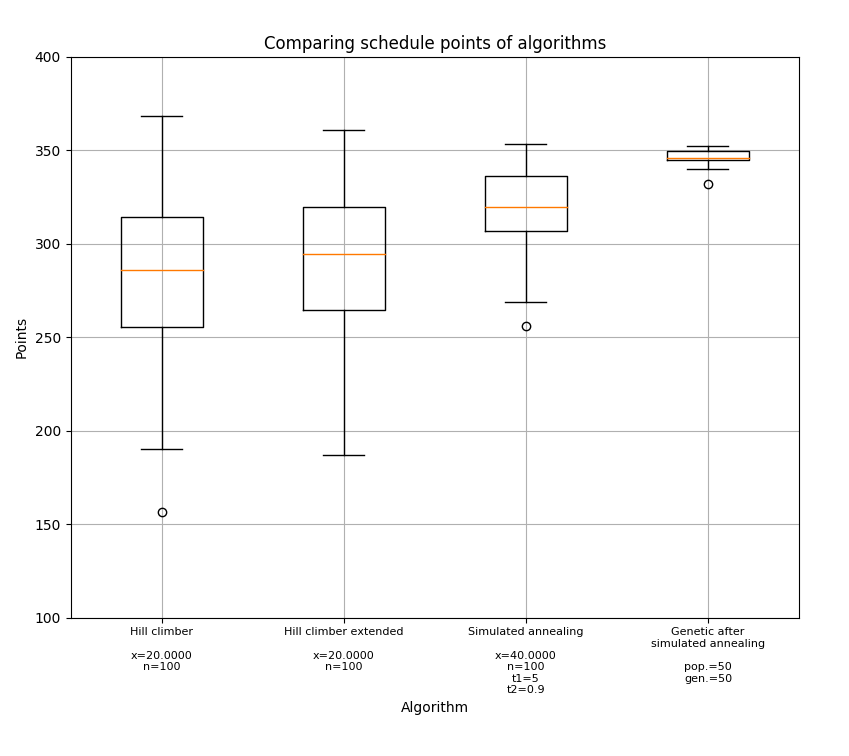 Comparing schedule points of algorithms
400
350
300
250
200
150
100
Points
Hill climber
x=20.0000
n=100
Hill climber extended
x=20.0000
n=100
Simulated annealing
x=40.0000
n=100
t1=5
t2=0.9
Genetic after
simulated annealing
pop.=50
gen.=50
Algorithm